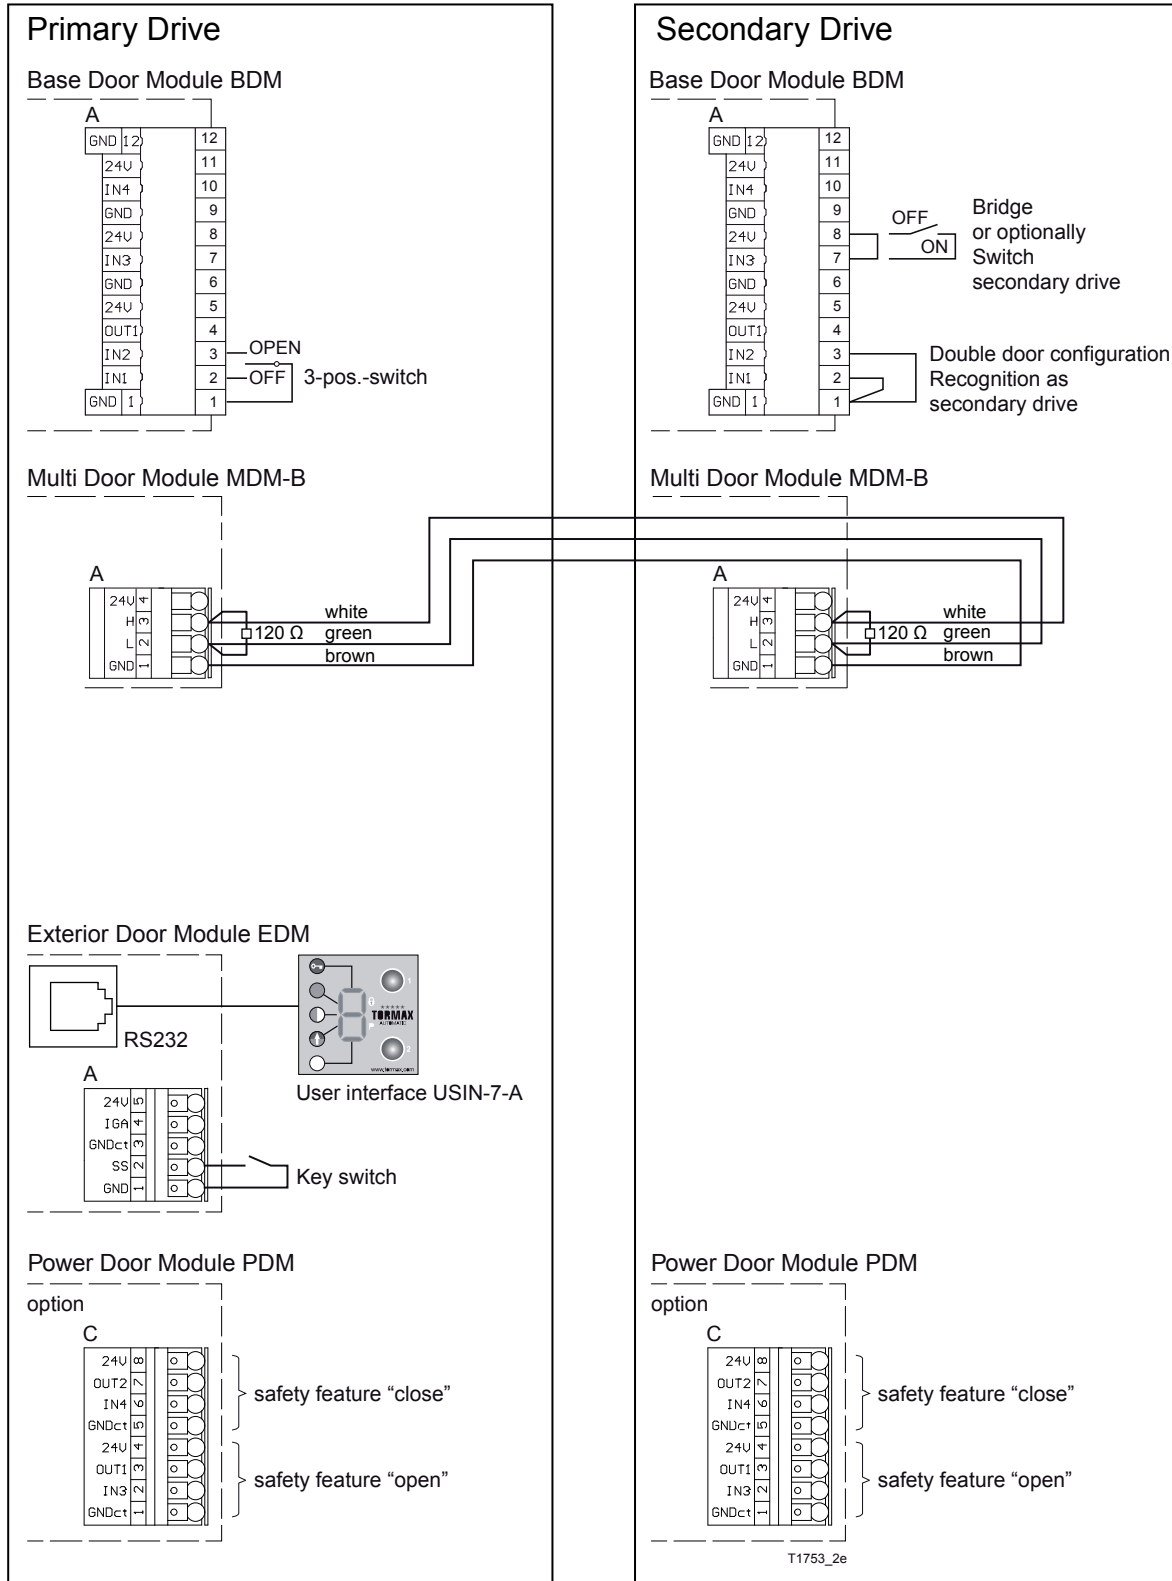 Primary Drive
Base Door Module BDM
A
GND 12 12
24V 11
IN4 10
GND 9
24V 8
IN3 7
GND 6
24V 5
OUT1 4
IN2 3 OPEN
IN1 2 OFF 3-pos.-switch
GND 1 1
Multi Door Module MDM-B
A
24V 4
H 3 white
L 2 120 Ω green
GND 1 brown
Exterior Door Module EDM
RS232
1
2
TORMAX
AUTOMATIC
www.tormax.com
User interface USIN-7-A
A
24V 5
IGA 4
GNDct 3
SS 2
GND 1
Key switch
Power Door Module PDM
option
C
24V 8
OUT2 7
IN4 6
GNDct 5
safety feature “close”
24V 4
OUT1 3
IN3 2
GNDct 1
safety feature “open”
Secondary Drive
Base Door Module BDM
A
GND 12 12
24V 11
IN4 10
GND 9
24V 8
IN3 7
GND 6
24V 5
OUT1 4
IN2 3
IN1 2
GND 1 1
OFF
ON
Bridge
or optionally
Switch
secondary drive
Double door configuration
Recognition as
secondary drive
Multi Door Module MDM-B
A
24V 4
H 3 white
L 2 120 Ω green
GND 1 brown
Power Door Module PDM
option
C
24V 8
OUT2 7
IN4 6
GNDct 5
safety feature “close”
24V 4
OUT1 3
IN3 2
GNDct 1
safety feature “open”
T1753_2e